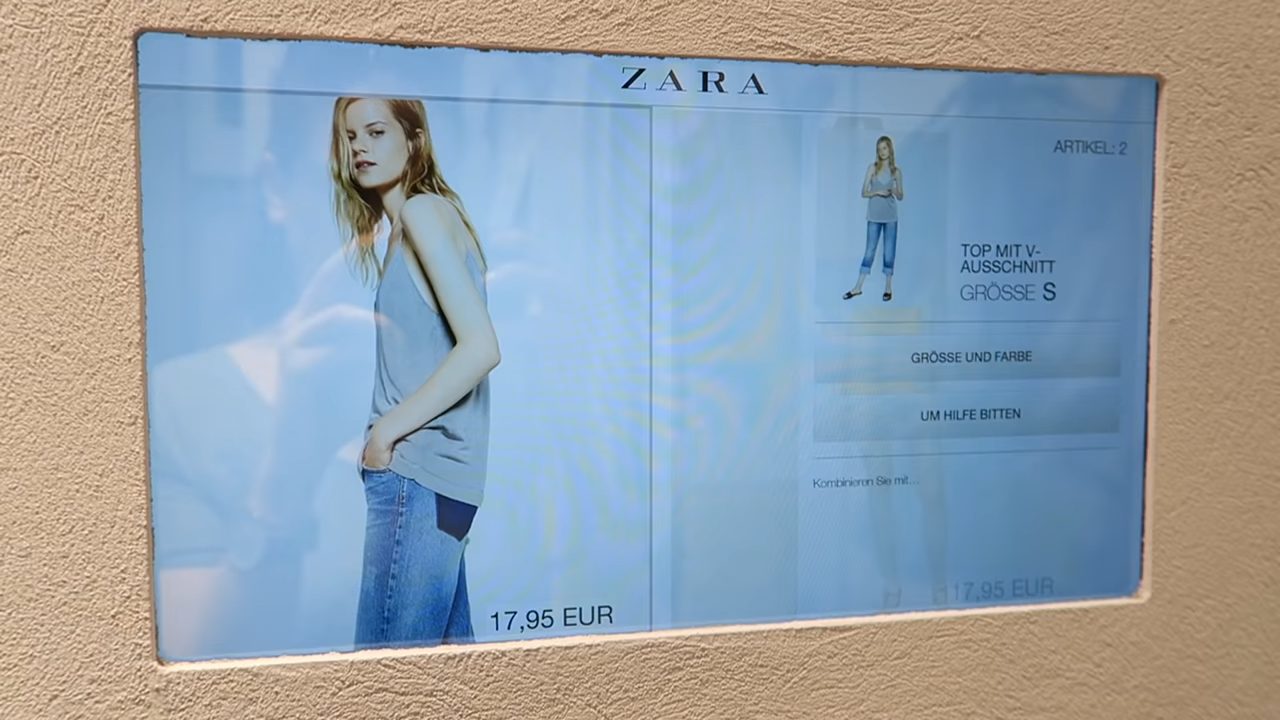 ZARA
ARTIKEL: 2
TOP MIT V-
AUSSCHNITT
GRÖSSE S
GRÖSSE UND FARBE
UM HILFE BITTEN
Kombinieren Sie mit...
17,95 EUR
17,95 EUR